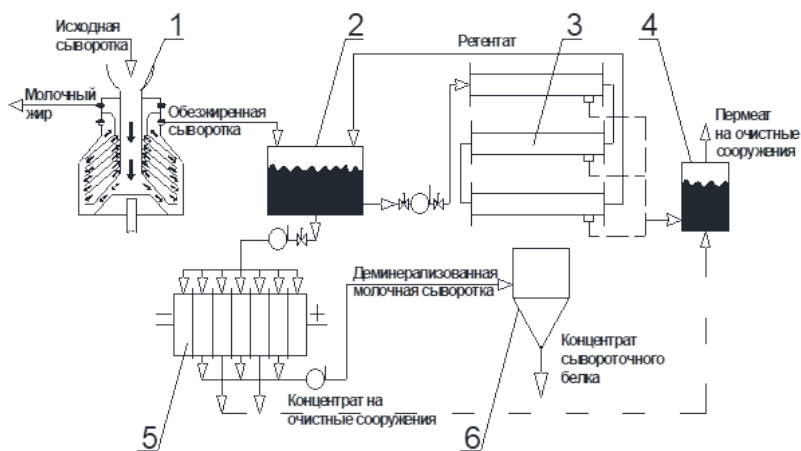 Исходная
сыворотка
1
2
Ретентат
3
4
Молочный
жир
Обезжиренная
сыворотка
Пермеат
на очистные
сооружения
Деминерализованная
молочная сыворотка
Концентрат
сывороточного
белка
Концентрат на
очистные сооружения
5
6